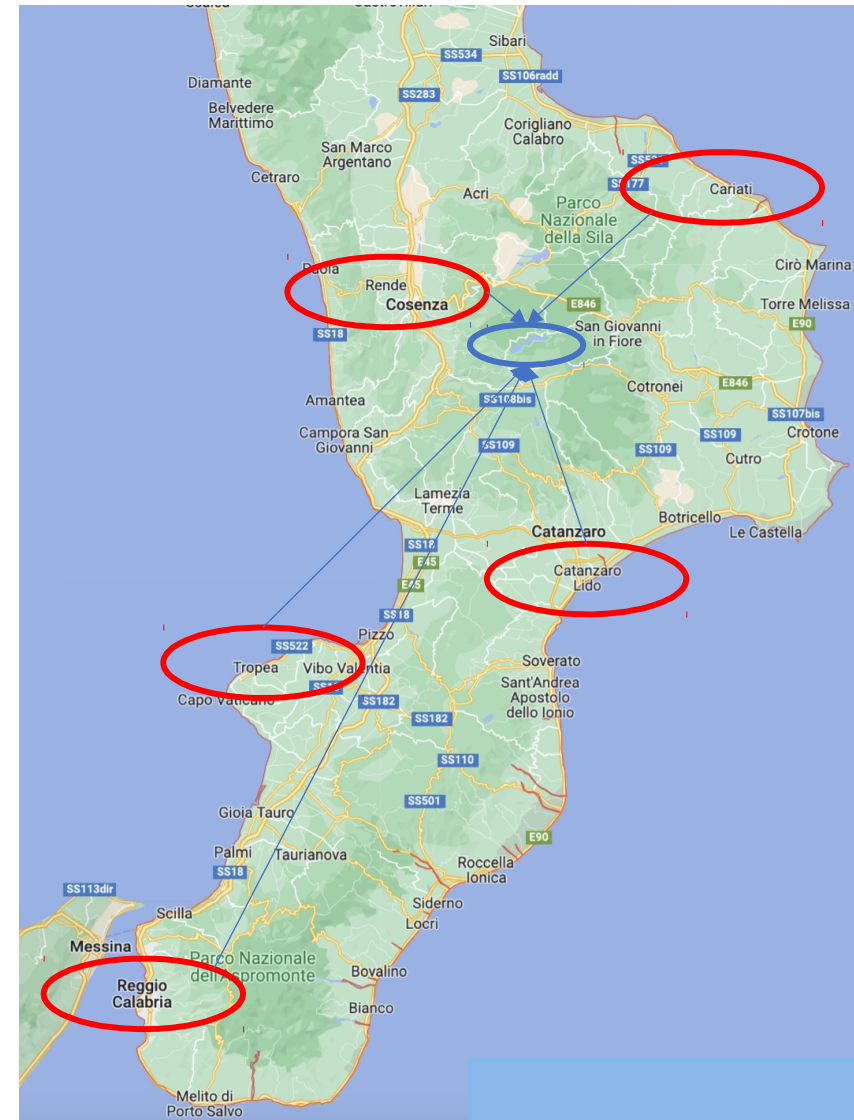 Sibari
SS534
SS106radd
Diamante
SS283
Belvedere
Marittimo
Corigliano
Calabro
San Marco
Argentano
Cetraro
SS177
Cariati
Acri
Parco
Nazionale
della Sila
Paola
Rende
Cosenza
Cirò Marina
E846
Torre Melissa
SS18
San Giovanni
in Fiore
E90
Cotronei
E846
Amantea
SS108bis
SS107bis
Campora San
Giovanni
SS109
SS109
SS109
Crotone
Cutro
Lamezia
Terme
Botricello
Le Castella
Catanzaro
SS18
E45
Catanzaro
Lido
E45
SS18
Pizzo
SS522
Tropea
Vibo Valentia
Soverato
Capo Vaticano
SS182
Sant'Andrea
Apostolo
dello Ionio
SS182
SS110
SS501
Gioia Tauro
E90
Palmi
Taurianova
Roccella
Ionica
SS18
SS113dir
Siderno
Scilla
Locri
Messina
Parco Nazionale
dell'Aspromonte
Bovalino
Reggio
Calabria
Bianco
Melito di
Porto Salvo